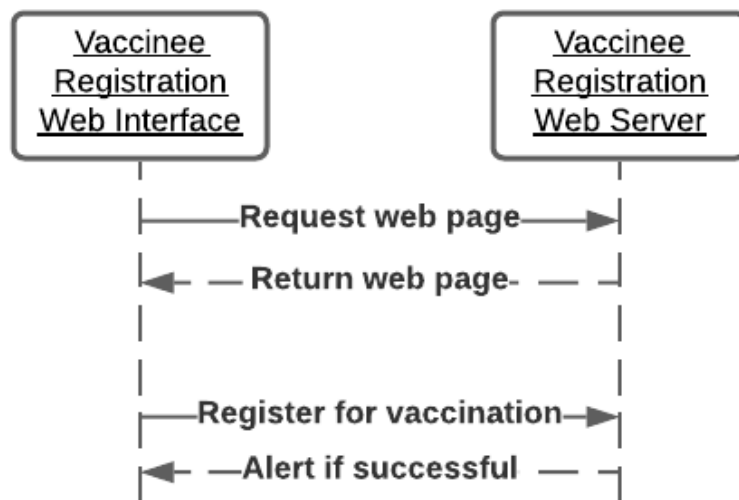 Vaccinee
Registration
Web Interface
Vaccinee
Registration
Web Server
Request web page
Return web page
Register for vaccination
Alert if successful